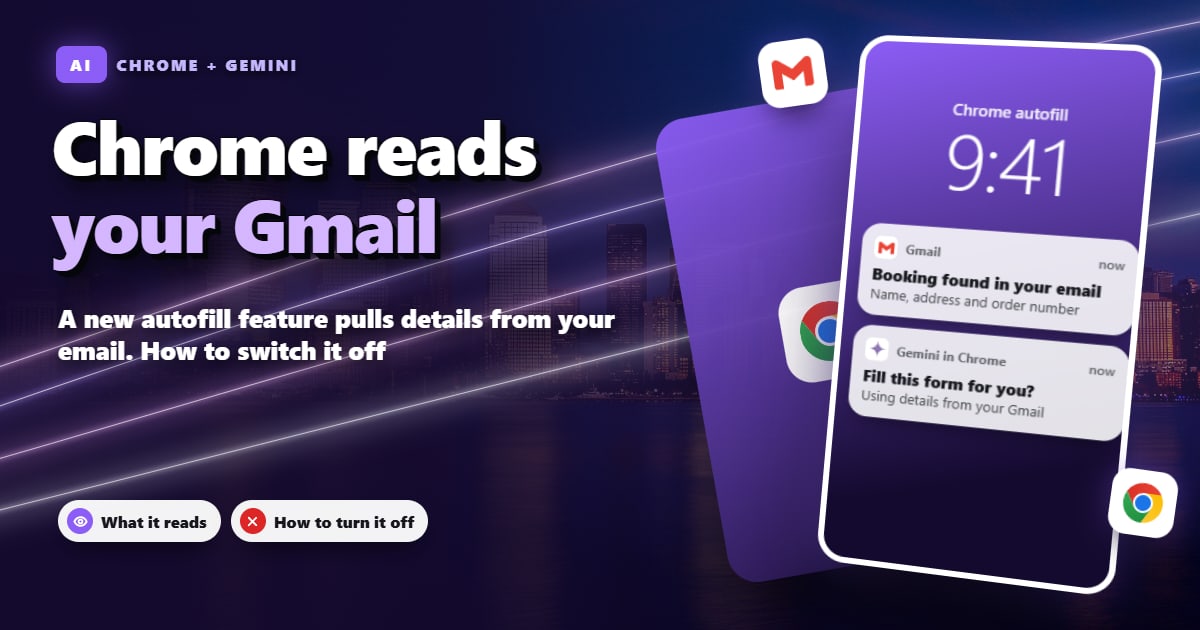 AI CHROME + GEMINI
Chrome reads
your Gmail
A new autofill feature pulls details from your
email. How to switch it off
What it reads
How to turn it off
Chrome autofill
9:41
Gmail
now
Booking found in your email
Name, address and order number
Gemini in Chrome
now
Fill this form for you?
Using details from your Gmail